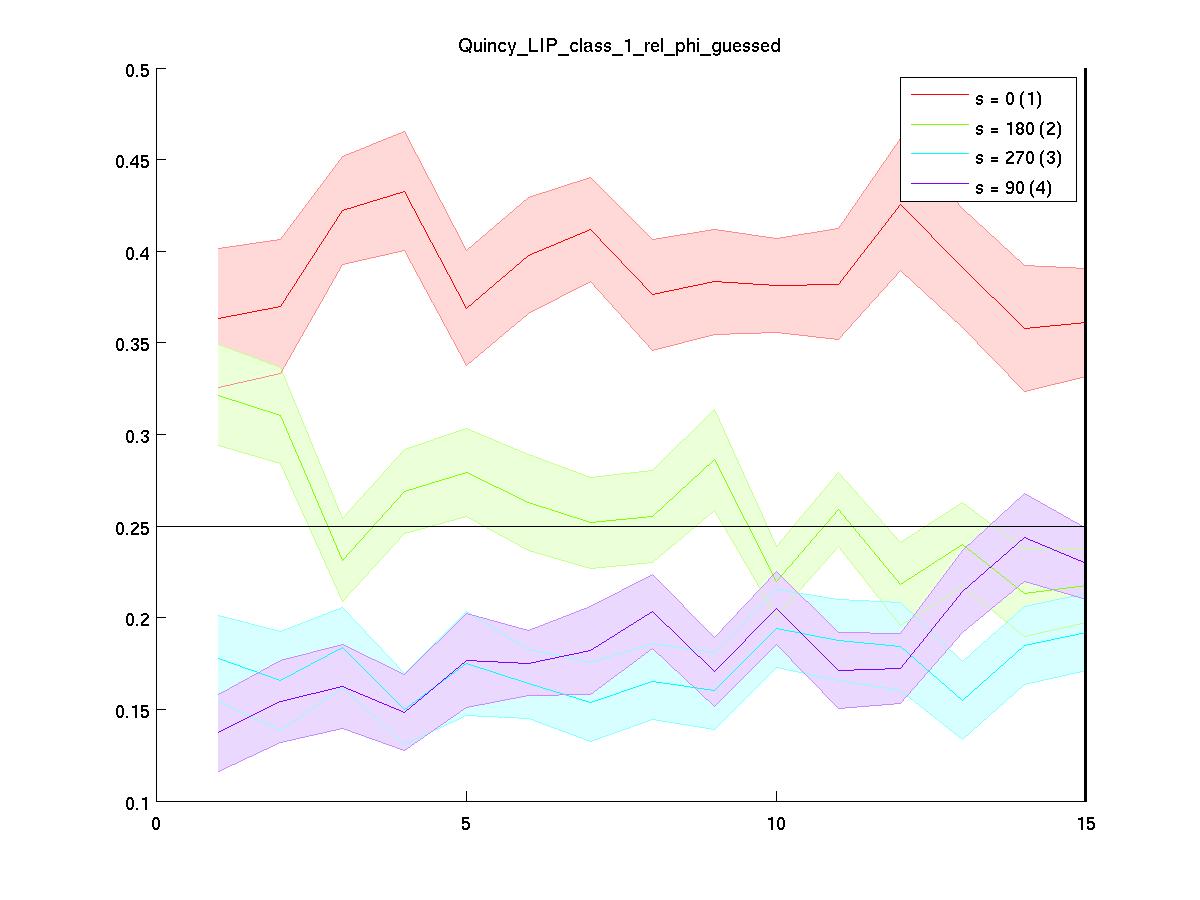 Quincy_LIP_class_1_rel_phi_guessed
0.5
0.45
0.4
0.35
0.3
0.25
0.2
0.15
0.1
0
5
10
15
s = 0 (1)
s = 180 (2)
s = 270 (3)
s = 90 (4)